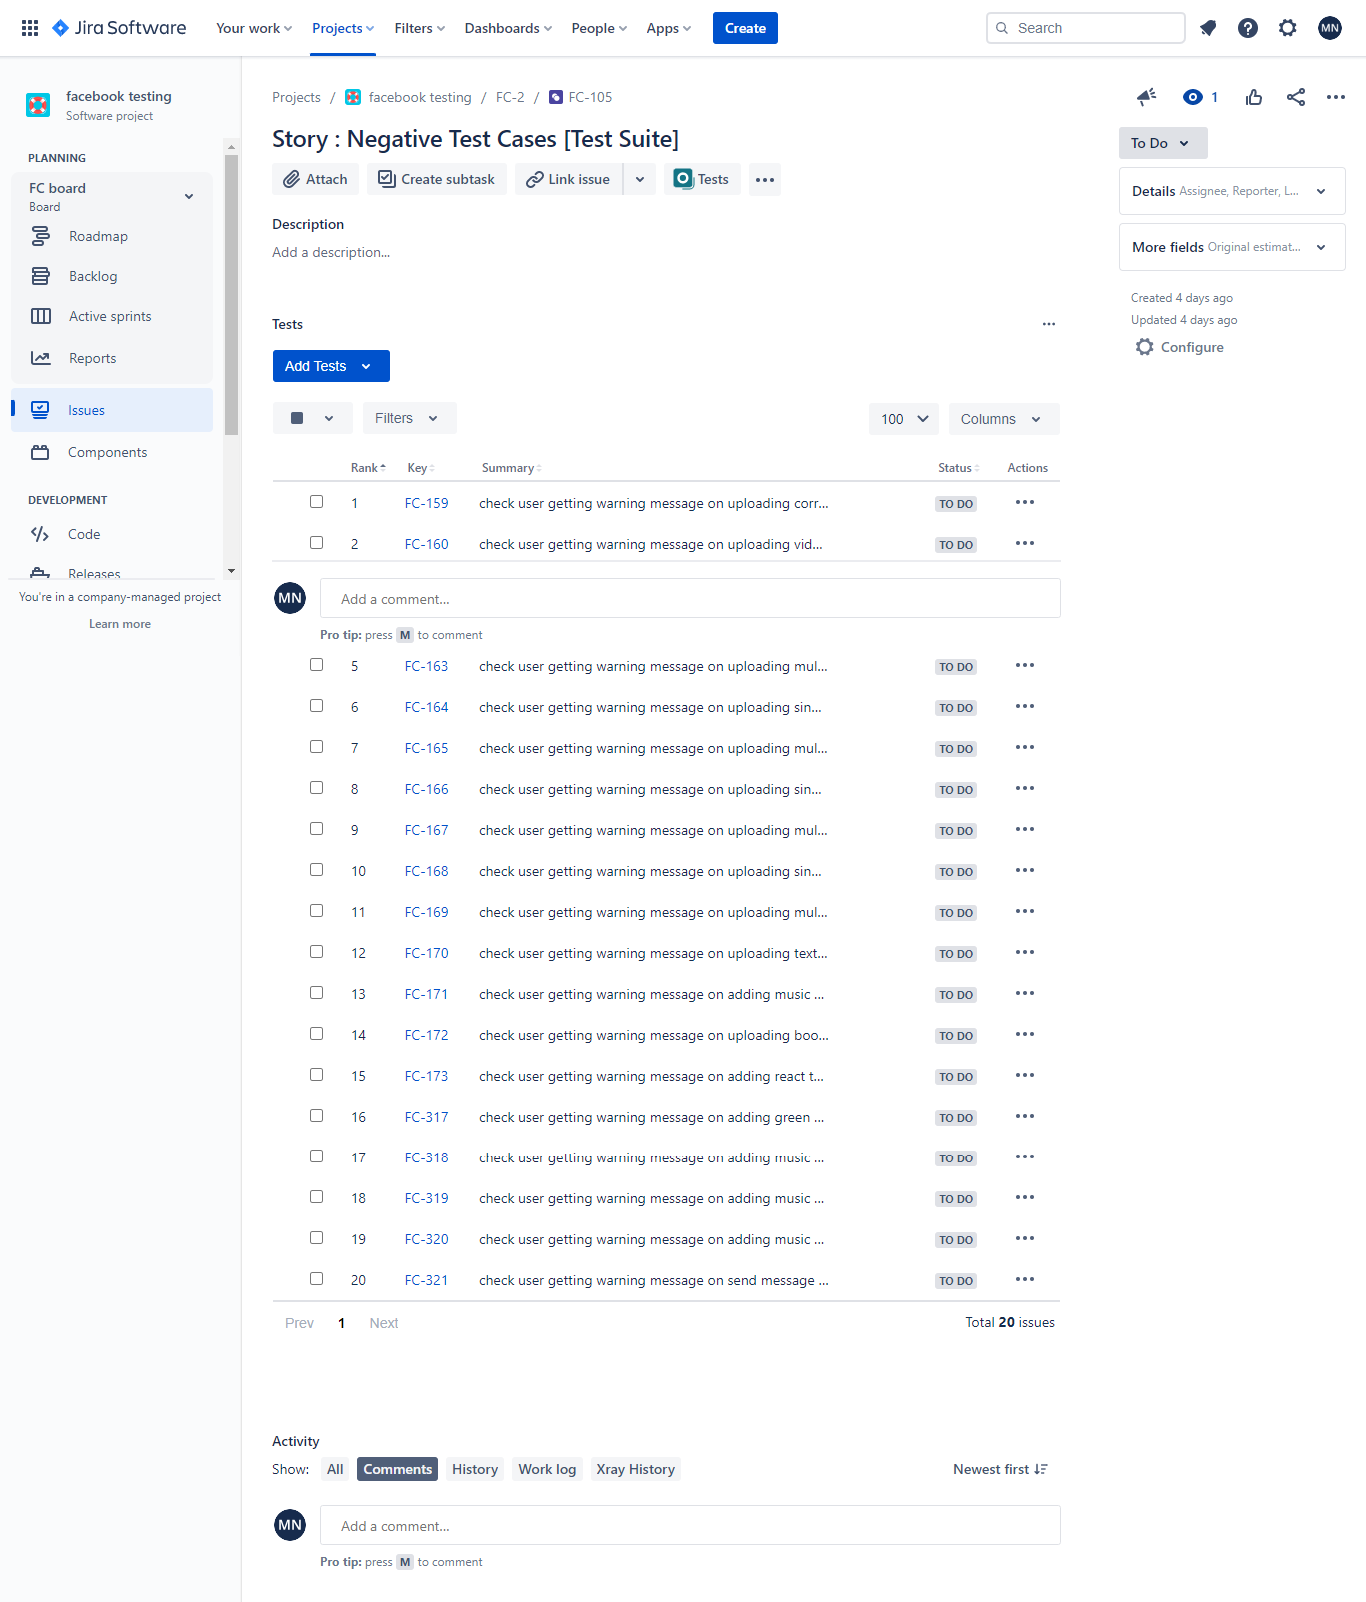 Jira Software Your work Projects Filters Dashboards People Apps Create Search MN
facebook testing
Software project
PLANNING
FC board
Board
Roadmap
Backlog
Active sprints
Reports
Issues
Components
DEVELOPMENT
Code
Releases
You're in a company-managed project
Learn more
Projects / facebook testing / FC-2 / FC-105
Story : Negative Test Cases [Test Suite]
Attach Create subtask Link issue Tests
Description
Add a description...
Tests
Add Tests
Filters 100 Columns
Rank Key Summary Status Actions
1 FC-159 check user getting warning message on uploading corr... TO DO
2 FC-160 check user getting warning message on uploading vid... TO DO
MN Add a comment...
Pro tip: press M to comment
5 FC-163 check user getting warning message on uploading mul... TO DO
6 FC-164 check user getting warning message on uploading sin... TO DO
7 FC-165 check user getting warning message on uploading mul... TO DO
8 FC-166 check user getting warning message on uploading sin... TO DO
9 FC-167 check user getting warning message on uploading mul... TO DO
10 FC-168 check user getting warning message on uploading sin... TO DO
11 FC-169 check user getting warning message on uploading mul... TO DO
12 FC-170 check user getting warning message on uploading text... TO DO
13 FC-171 check user getting warning message on adding music ... TO DO
14 FC-172 check user getting warning message on uploading boo... TO DO
15 FC-173 check user getting warning message on adding react t... TO DO
16 FC-317 check user getting warning message on adding green ... TO DO
17 FC-318 check user getting warning message on adding music ... TO DO
18 FC-319 check user getting warning message on adding music ... TO DO
19 FC-320 check user getting warning message on adding music ... TO DO
20 FC-321 check user getting warning message on send message ... TO DO
Prev 1 Next Total 20 issues
Activity
Show: All Comments History Work log Xray History Newest first
MN Add a comment...
Pro tip: press M to comment
1
To Do
Details Assignee, Reporter, L...
More fields Original estimat...
Created 4 days ago
Updated 4 days ago
Configure